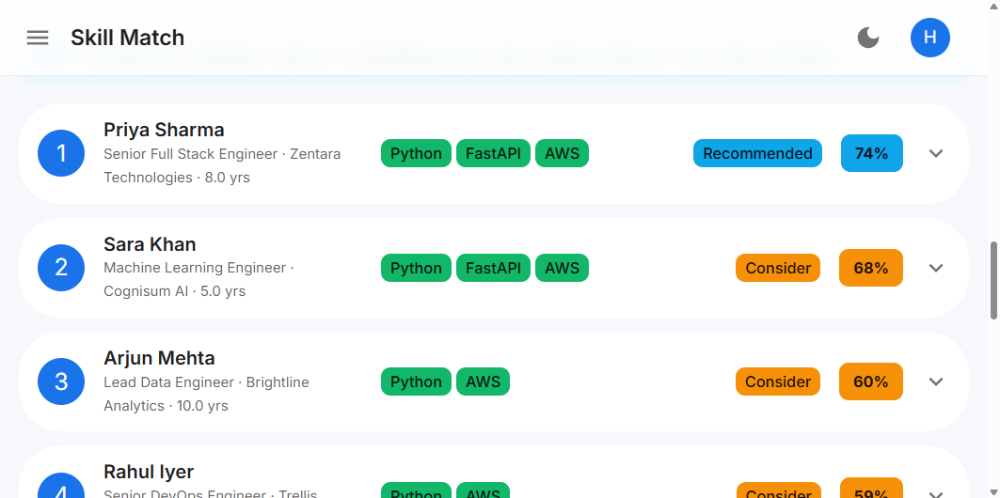 Skill Match
H
1
Priya Sharma
Senior Full Stack Engineer · Zentara
Technologies · 8.0 yrs
Python FastAPI AWS
Recommended 74%
2
Sara Khan
Machine Learning Engineer ·
Cognisum AI · 5.0 yrs
Python FastAPI AWS
Consider 68%
3
Arjun Mehta
Lead Data Engineer · Brightline
Analytics · 10.0 yrs
Python AWS
Consider 60%
4
Rahul Iyer
Senior DevOps Engineer · Trellis
Python AWS
Consider 59%